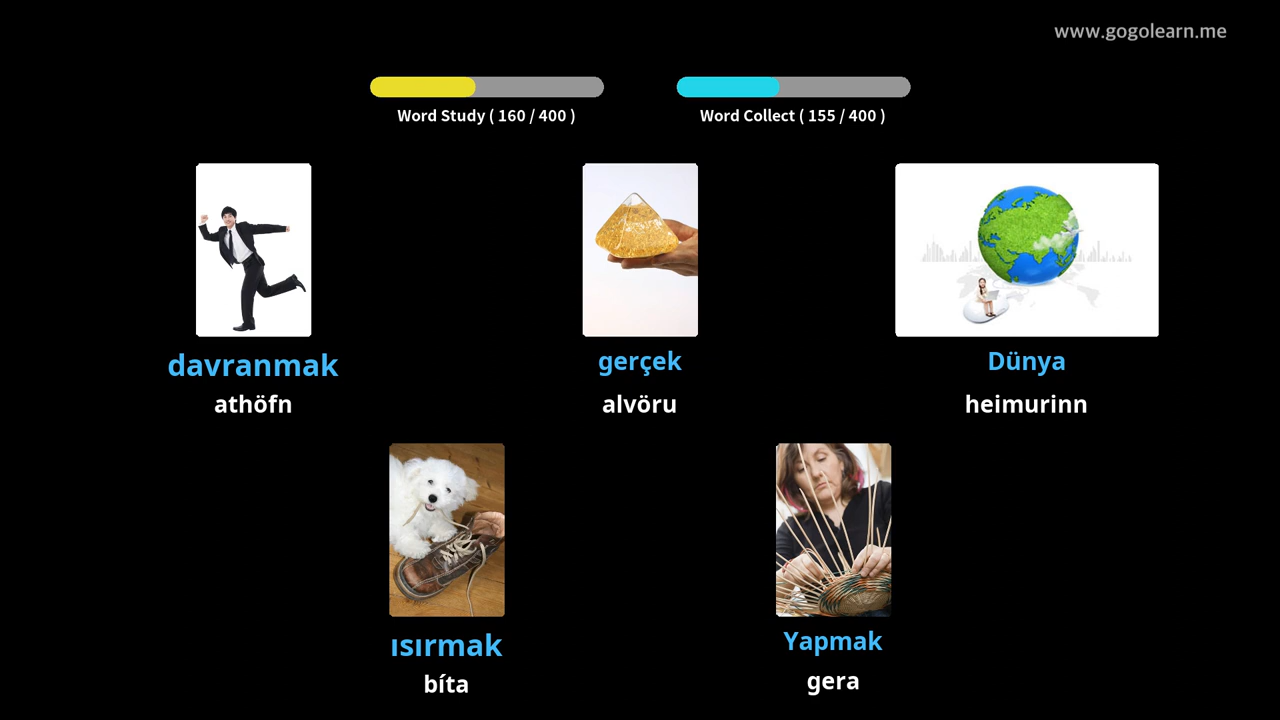 www.gogolearn.me
Word Study ( 160 / 400 )
Word Collect ( 155 / 400 )
davranmak
athöfn
gerçek
alvöru
Dünya
heimurinn
ısırmak
bíta
Yapmak
gera